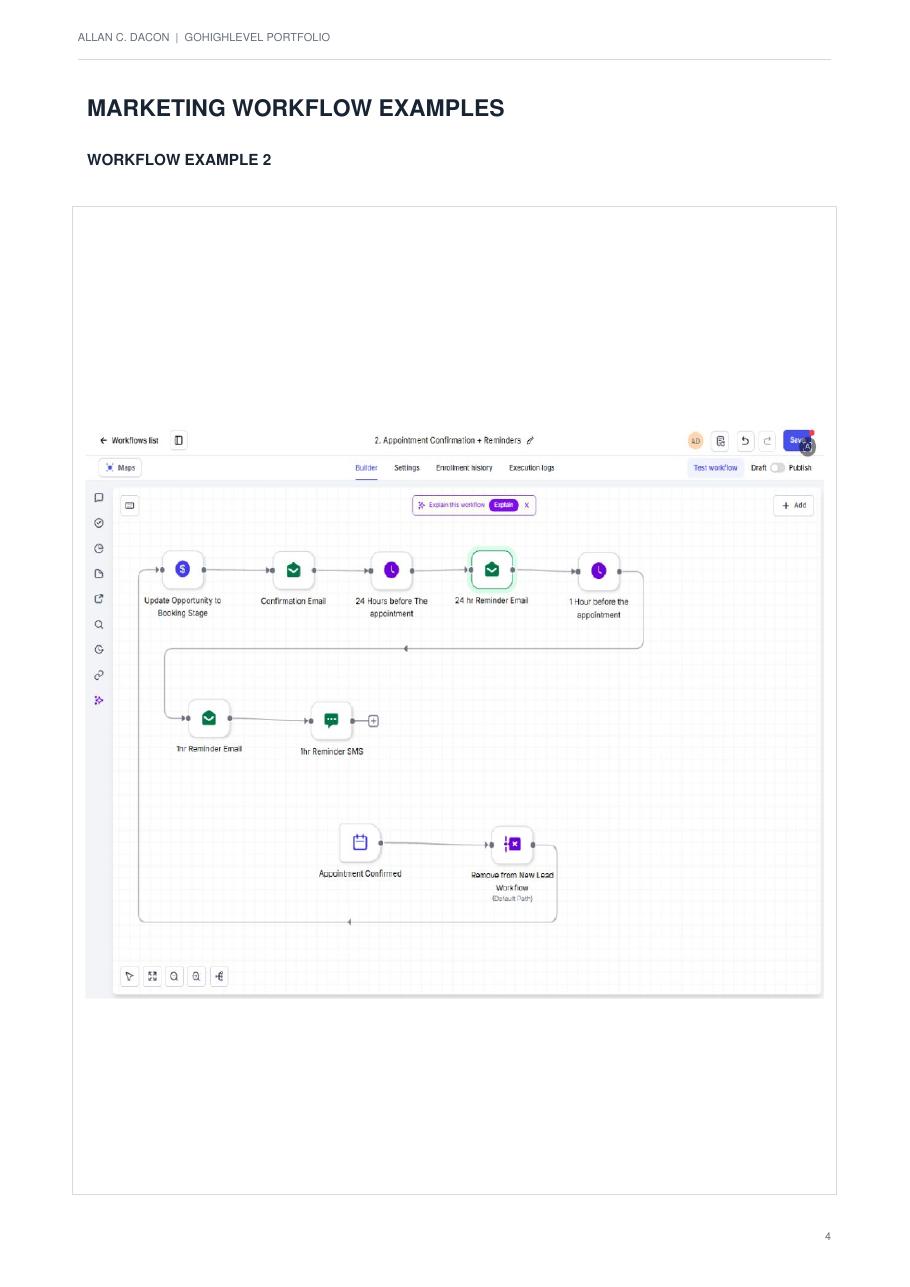 ALLAN C. DACON | GOHIGHLEVEL PORTFOLIO
MARKETING WORKFLOW EXAMPLES
WORKFLOW EXAMPLE 2
Workflows list
2. Appointment Confirmation + Reminders
AD
Maps
Builder Settings Enrollment history Execution logs
Test workflow Draft Publish
Explain this workflow Explain X
+ Add
Update Opportunity to
Booking Stage
Confirmation Email
24 Hours before The
appointment
24 hr Reminder Email
1 Hour before the
appointment
1hr Reminder Email
1hr Reminder SMS
Appointment Confirmed
Remove from New Lead
Workflow
(Default Path)
4